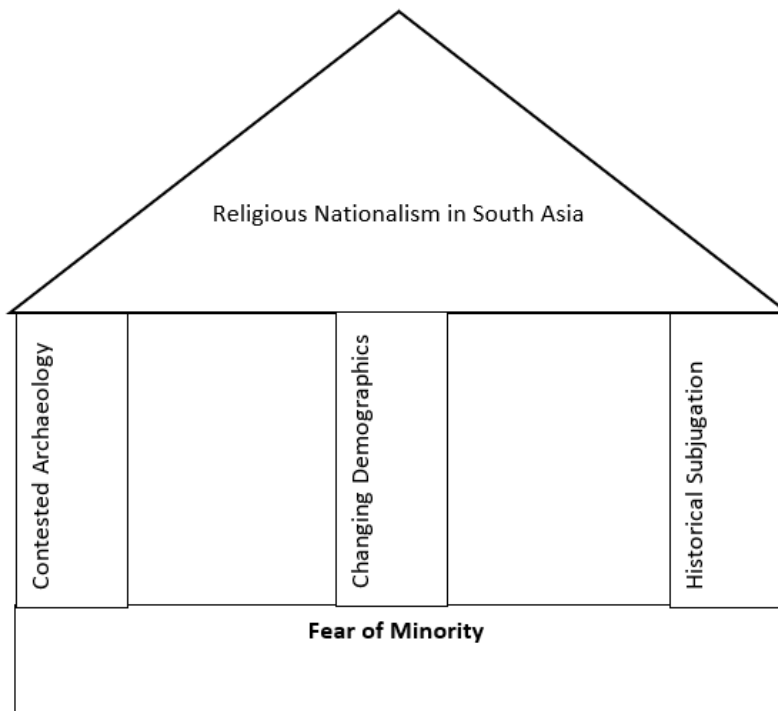 Religious Nationalism in South Asia
Contested Archaeology
Changing Demographics
Historical Subjugation
Fear of Minority